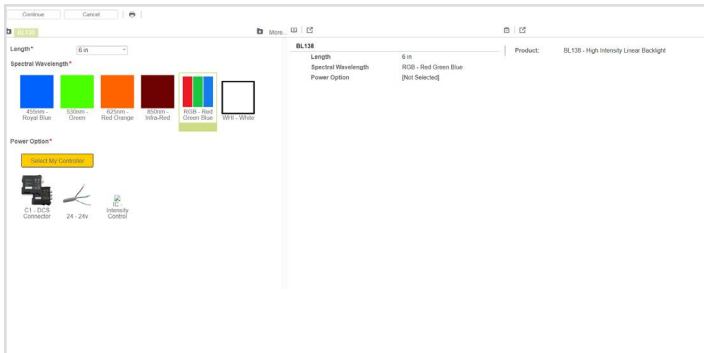 Continue Cancel
BL138 More...
Length* 6 in
Spectral Wavelength*
455nm - Royal Blue
530nm - Green
625nm - Red Orange
850nm - Infra-Red
RGB - Red Green Blue
WHI - White
Power Option*
Select My Controller
C1 - DCS Connector
24 - 24v
IC - Intensity Control
BL138
Length 6 in
Spectral Wavelength RGB - Red Green Blue
Power Option [Not Selected]
Product: BL138 - High Intensity Linear Backlight